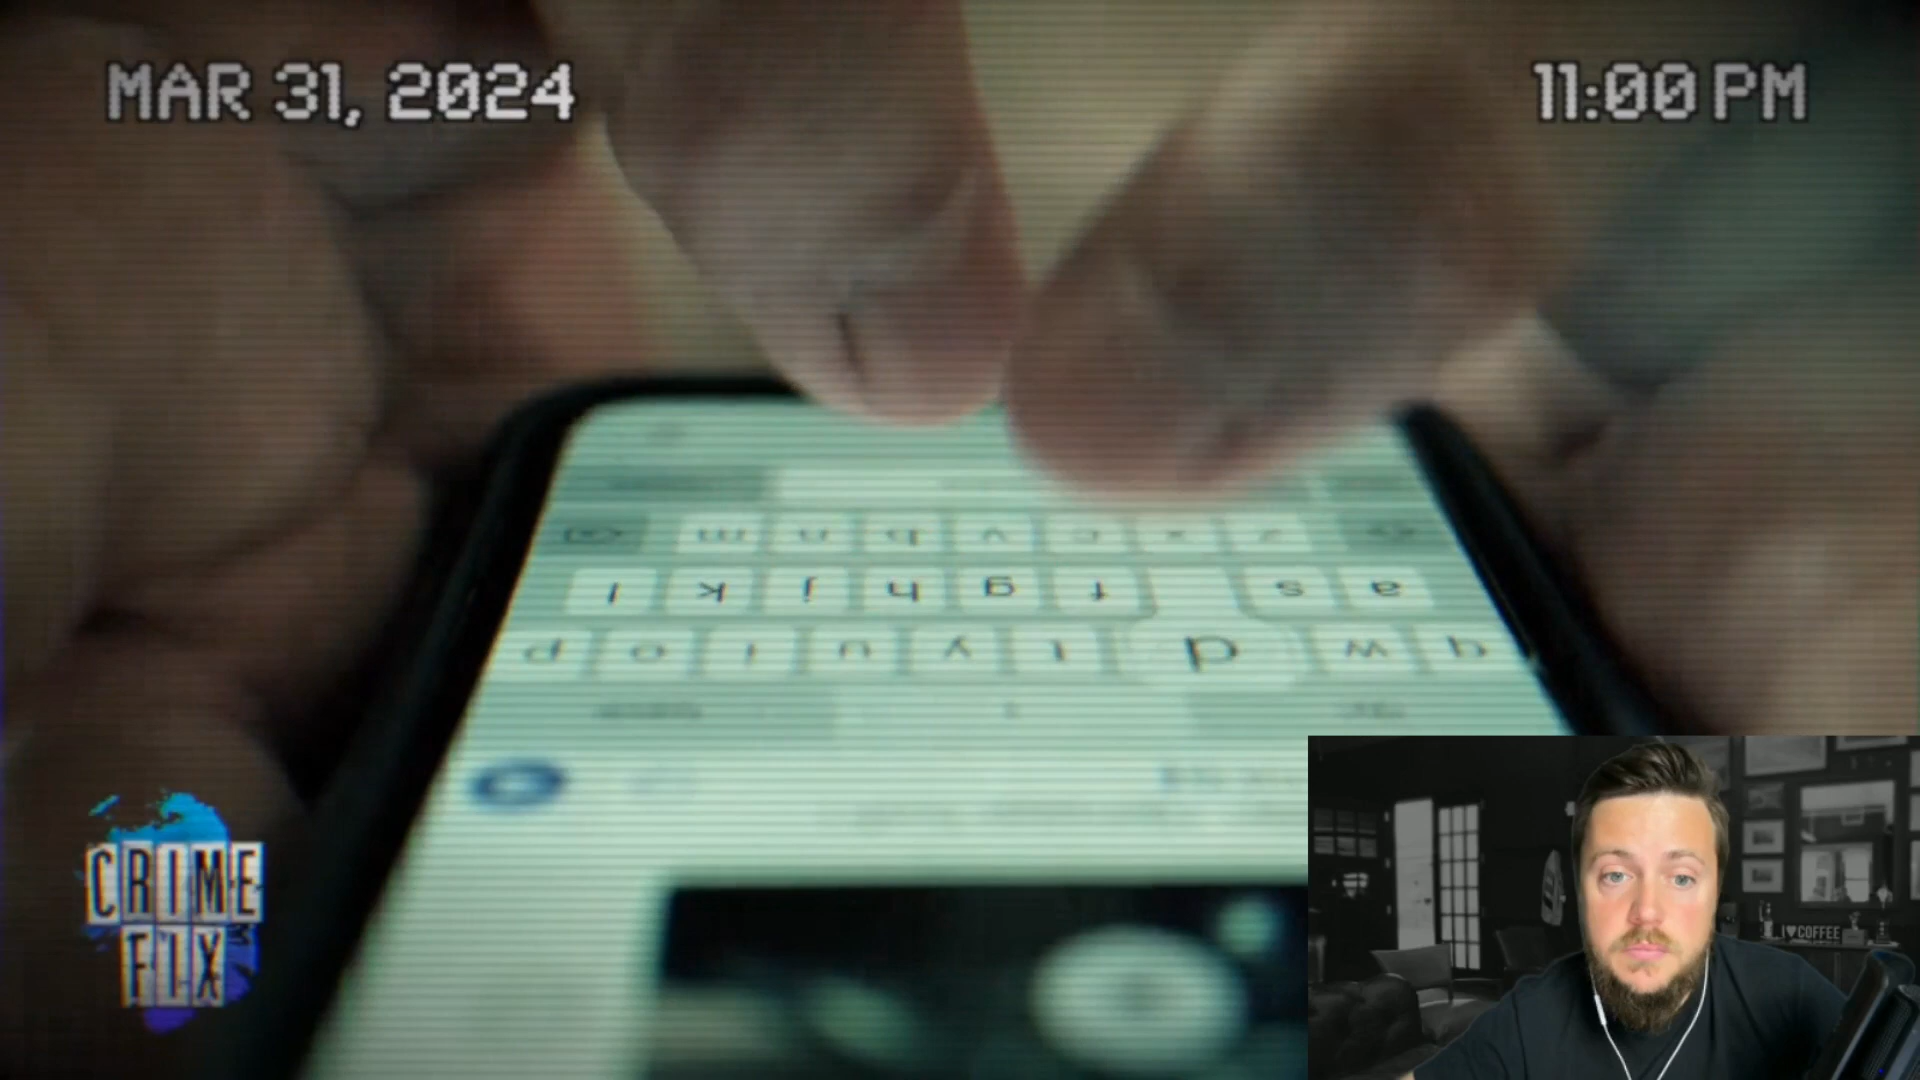 MAR 31, 2024
11:00 PM
m n b v c x z
l k j h g f s a
p o i u y t d w q
CRIME
FIX
I♥COFFEE